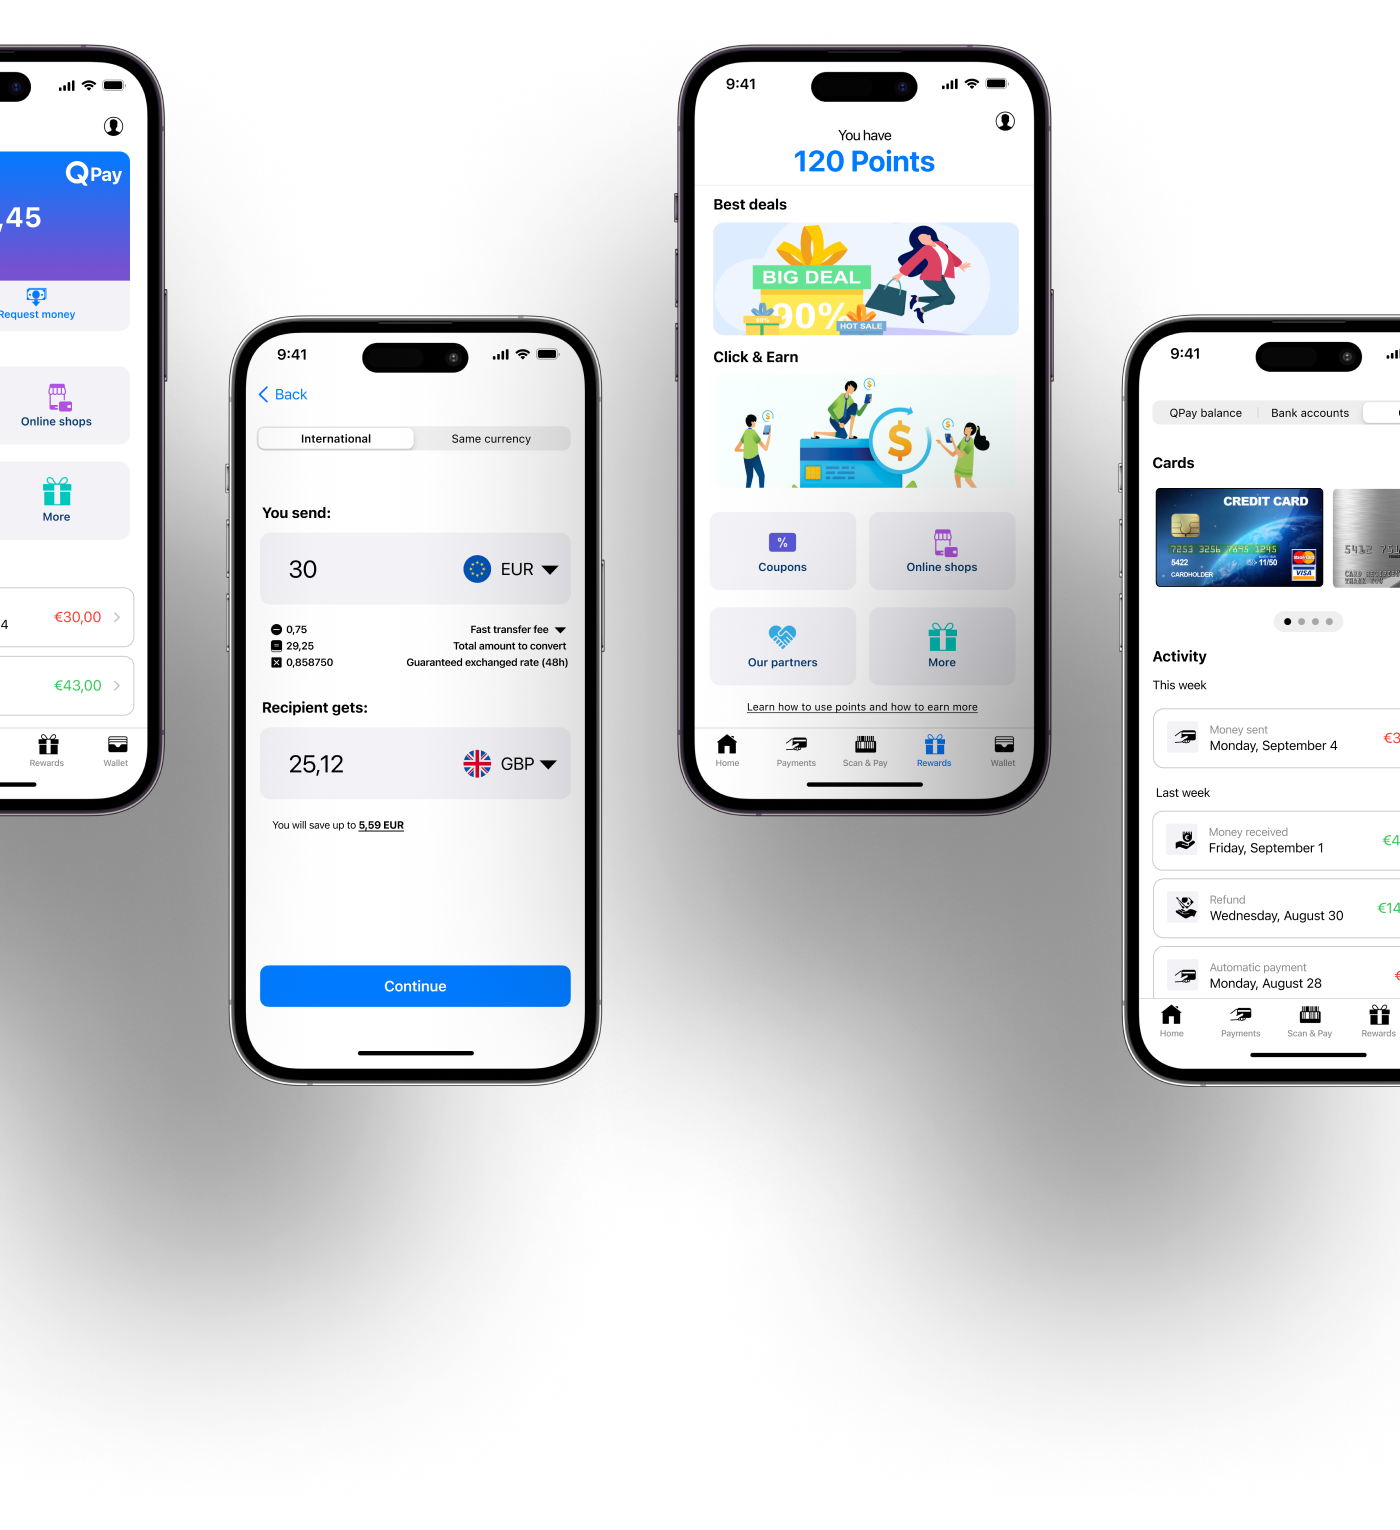 QPay
,45
Request money
Online shops
More
4
€30,00
€43,00
Rewards
Wallet
9:41
Back
International
Same currency
You send:
30
EUR
0,75
Fast transfer fee
29,25
Total amount to convert
0,858750
Guaranteed exchanged rate (48h)
Recipient gets:
25,12
GBP
You will save up to 5,59 EUR
Continue
9:41
You have
120 Points
Best deals
BIG DEAL
90%
HOT SALE
Click & Earn
$
$
$
%
Coupons
Online shops
Our partners
More
Learn how to use points and how to earn more
Home
Payments
Scan & Pay
Rewards
Wallet
9:41
QPay balance
Bank accounts
Cards
CREDIT CARD
7253 3256 7895 1245
5422
11/50
CARDHOLDER
MasterCard
VISA
5412 751
Activity
This week
Money sent
Monday, September 4
€3
Last week
Money received
Friday, September 1
€4
Refund
Wednesday, August 30
€14
Automatic payment
Monday, August 28
€
Home
Payments
Scan & Pay
Rewards